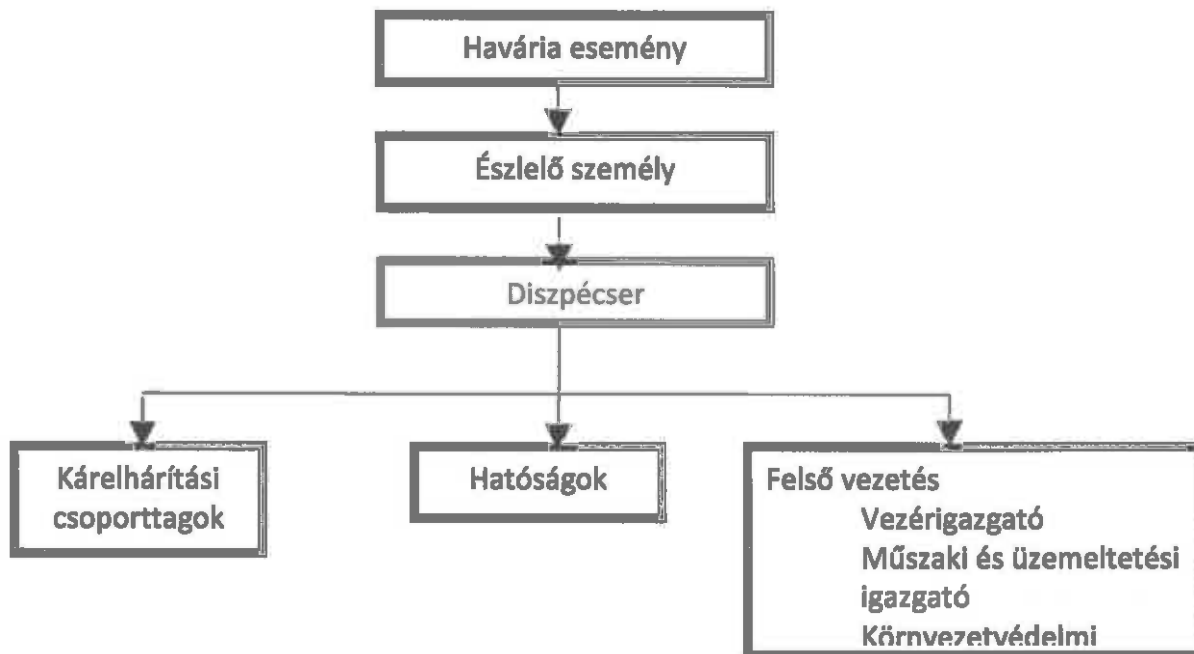 Havária esemény
Észlelő személy
Diszpécser
Kárelhárítási
csoporttagok
Hatóságok
Felső vezetés
Vezérigazgató
Műszaki és üzemeltetési
igazgató
Környezetvédelmi